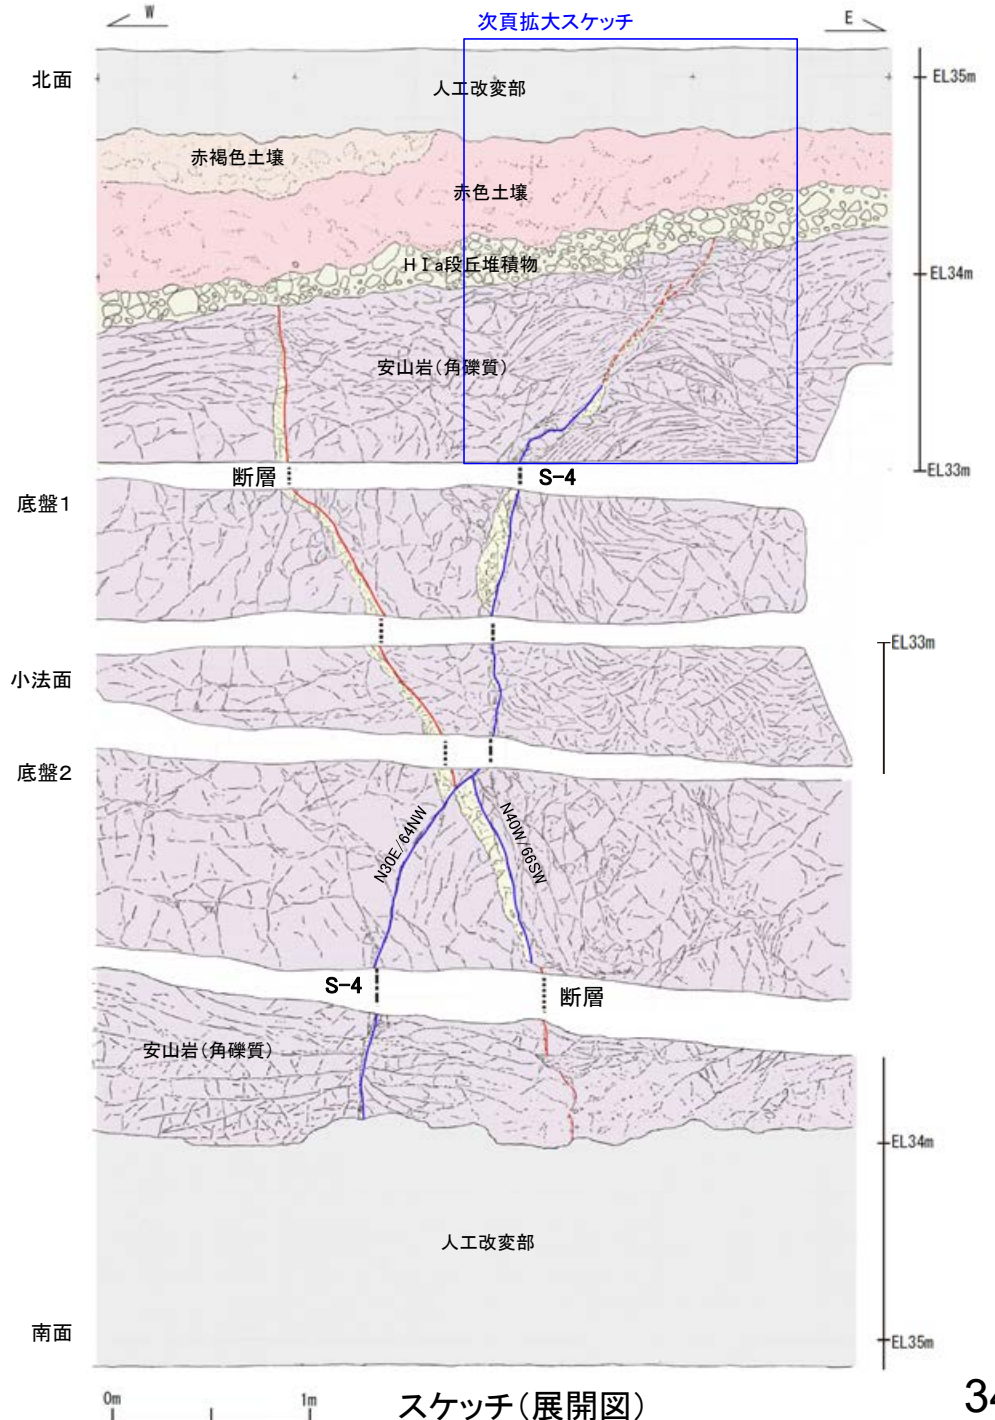 W
次頁拡大スケッチ
E
北面
EL35m
人工改変部
赤褐色土壌
赤色土壌
HⅠa段丘堆積物
EL34m
安山岩(角礫質)
EL33m
断層
S-4
底盤1
EL33m
小法面
底盤2
N30E/64NW
N40W/66SW
S-4
断層
安山岩(角礫質)
EL34m
人工改変部
南面
EL35m
0m
1m
スケッチ(展開図)
34